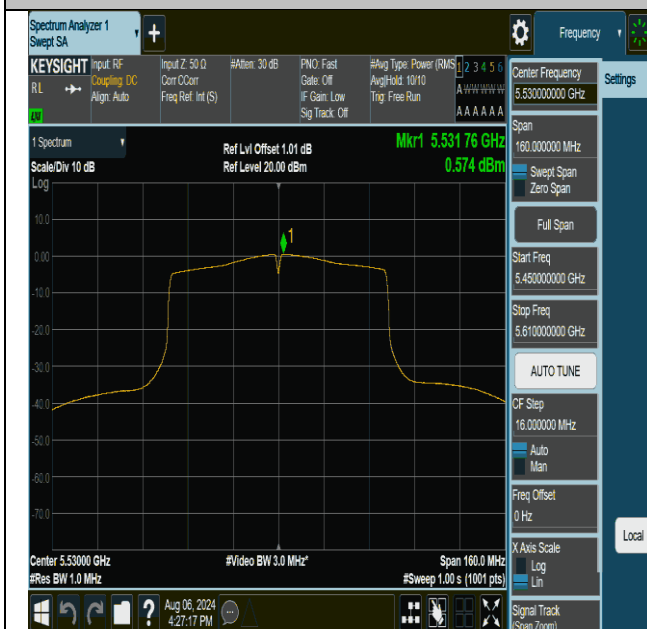 Spectrum Analyzer 1
Swept SA
+
Frequency
KEYSIGHT
RL
Input: RF
Coupling: DC
Align: Auto
Input Z: 50 Ω
Corr CCorr
Freq Ref: Int (S)
#Atten: 30 dB
PNO: Fast
Gate: Off
IF Gain: Low
Sig Track: Off
#Avg Type: Power (RMS
Avg|Hold: 10/10
Trig: Free Run
1 2 3 4 5 6
A W W W W W
A A A A A A
LXI
1 Spectrum
Scale/Div 10 dB
Log
Ref Lvl Offset 1.01 dB
Ref Level 20.00 dBm
Mkr1 5.531 76 GHz
0.574 dBm
10.0
0.00
-10.0
-20.0
-30.0
-40.0
-50.0
-60.0
-70.0
1
Center 5.53000 GHz
#Res BW 1.0 MHz
#Video BW 3.0 MHz*
Span 160.0 MHz
#Sweep 1.00 s (1001 pts)
Aug 06, 2024
4:27:17 PM
?
Center Frequency
5.530000000 GHz
Settings
Span
160.000000 MHz
Swept Span
Zero Span
Full Span
Start Freq
5.450000000 GHz
Stop Freq
5.610000000 GHz
AUTO TUNE
CF Step
16.000000 MHz
Auto
Man
Freq Offset
0 Hz
Local
X Axis Scale
Log
Lin
Signal Track
(Span Zoom)